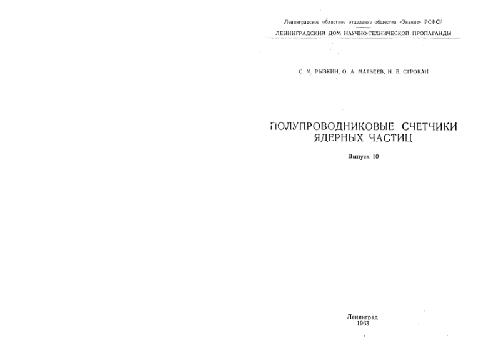 Ленинградское областное отделение общества «Знание» РСФСР
ЛЕНИНГРАДСКИЙ ДОМ НАУЧНО-ТЕХНИЧЕСКОЙ ПРОПАГАНДЫ
С. М. РЫВКИН, О. А. МАТВЕЕВ, Н. Б. СТРОКАН
ПОЛУПРОВОДНИКОВЫЕ СЧЕТЧИКИ
ЯДЕРНЫХ ЧАСТИЦ
Выпуск 10
Ленинград
1963